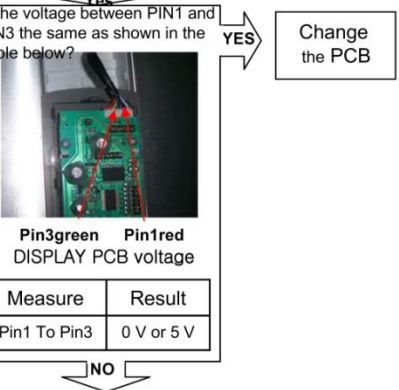 YES
the voltage between PIN1 and
N3 the same as shown in the
ble below?
YES
Change
the PCB
Pin3green Pin1red
DISPLAY PCB voltage
Measure Result
Pin1 To Pin3 0 V or 5 V
NO